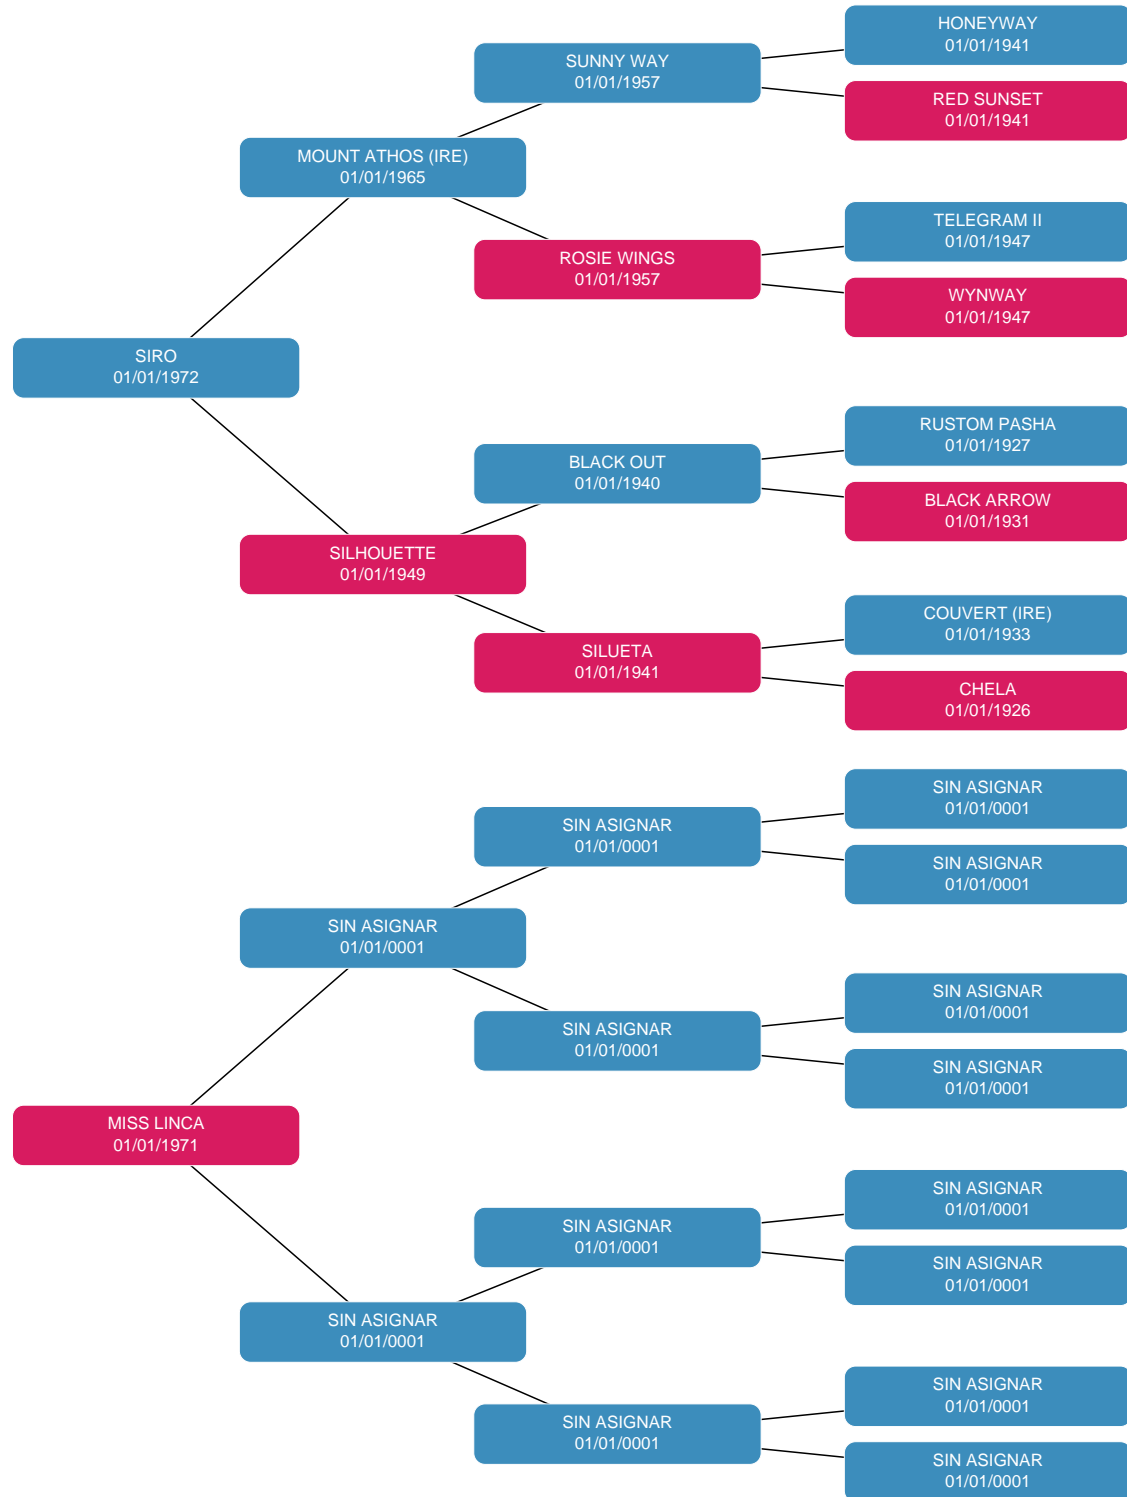 HONEYWAY
01/01/1941
SUNNY WAY
01/01/1957
RED SUNSET
01/01/1941
MOUNT ATHOS (IRE)
01/01/1965
TELEGRAM II
01/01/1947
ROSIE WINGS
01/01/1957
WYNWAY
01/01/1947
SIRO
01/01/1972
RUSTOM PASHA
01/01/1927
BLACK OUT
01/01/1940
BLACK ARROW
01/01/1931
SILHOUETTE
01/01/1949
COUVERT (IRE)
01/01/1933
SILUETA
01/01/1941
CHELA
01/01/1926
SIN ASIGNAR
01/01/0001
SIN ASIGNAR
01/01/0001
SIN ASIGNAR
01/01/0001
SIN ASIGNAR
01/01/0001
SIN ASIGNAR
01/01/0001
SIN ASIGNAR
01/01/0001
SIN ASIGNAR
01/01/0001
MISS LINCA
01/01/1971
SIN ASIGNAR
01/01/0001
SIN ASIGNAR
01/01/0001
SIN ASIGNAR
01/01/0001
SIN ASIGNAR
01/01/0001
SIN ASIGNAR
01/01/0001
SIN ASIGNAR
01/01/0001
SIN ASIGNAR
01/01/0001